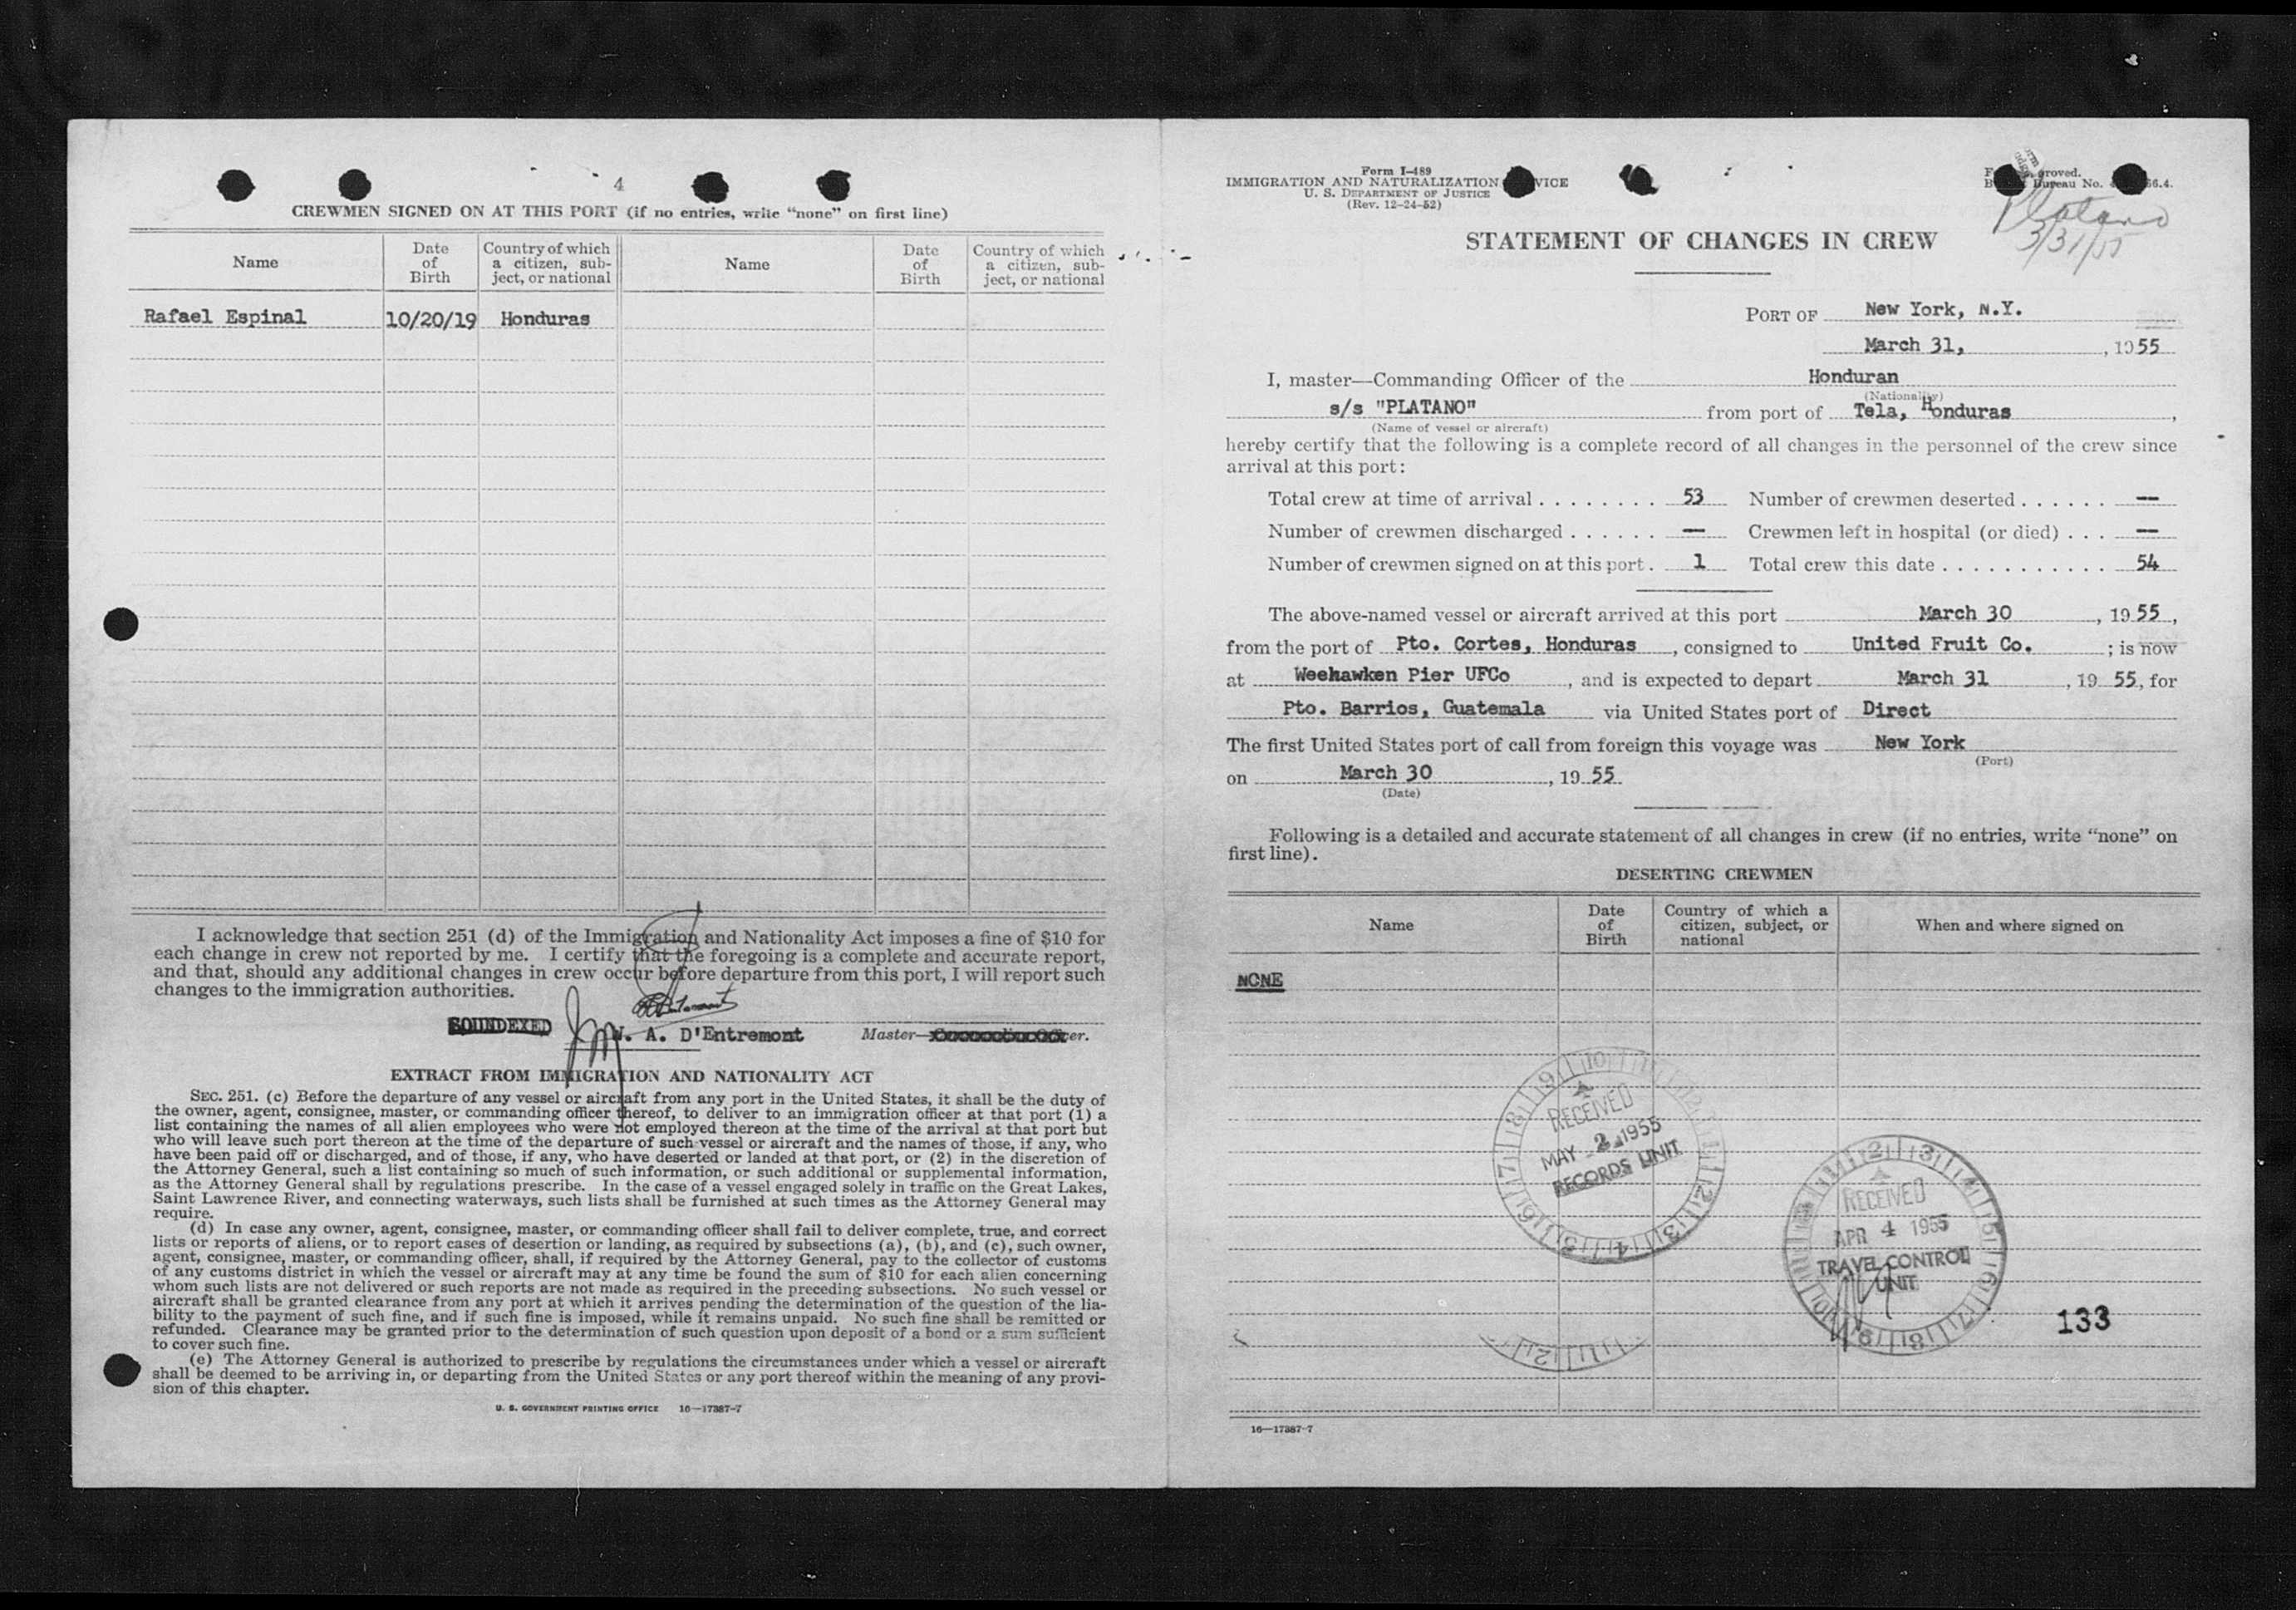 4
CREWMEN SIGNED ON AT THIS PORT (if no entries, write “none” on first line)
Name
Date of Birth
Country of which a citizen, subject, or national
Name
Date of Birth
Country of which a citizen, subject, or national
Rafael Espinal 10/20/19 Honduras
I acknowledge that section 251 (d) of the Immigration and Nationality Act imposes a fine of $10 for
each change in crew not reported by me. I certify that the foregoing is a complete and accurate report,
and that, should any additional changes in crew occur before departure from this port, I will report such
changes to the immigration authorities.
SOUNDEXED
W. A. D'Entremont Master
EXTRACT FROM IMMIGRATION AND NATIONALITY ACT
SEC. 251. (c) Before the departure of any vessel or aircraft from any port in the United States, it shall be the duty of
the owner, agent, consignee, master, or commanding officer thereof, to deliver to an immigration officer at that port (1) a
list containing the names of all alien employees who were not employed thereon at the time of the arrival at that port but
who will leave such port thereon at the time of the departure of such vessel or aircraft and the names of those, if any, who
have been paid off or discharged, and of those, if any, who have deserted or landed at that port, or (2) in the discretion of
the Attorney General, such a list containing so much of such information, or such additional or supplemental information,
as the Attorney General shall by regulations prescribe. In the case of a vessel engaged solely in traffic on the Great Lakes,
Saint Lawrence River, and connecting waterways, such lists shall be furnished at such times as the Attorney General may
require.
(d) In case any owner, agent, consignee, master, or commanding officer shall fail to deliver complete, true, and correct
lists or reports of aliens, or to report cases of desertion or landing, as required by subsections (a), (b), and (c), such owner,
agent, consignee, master, or commanding officer, shall, if required by the Attorney General, pay to the collector of customs
of any customs district in which the vessel or aircraft may at any time be found the sum of $10 for each alien concerning
whom such lists are not delivered or such reports are not made as required in the preceding subsections. No such vessel or
aircraft shall be granted clearance from any port at which it arrives pending the determination of the question of the lia-
bility to the payment of such fine, and if such fine is imposed, while it remains unpaid. No such fine shall be remitted or
refunded. Clearance may be granted prior to the determination of such question upon deposit of a bond or a sum sufficient
to cover such fine.
(e) The Attorney General is authorized to prescribe by regulations the circumstances under which a vessel or aircraft
shall be deemed to be arriving in, or departing from the United States or any port thereof within the meaning of any provi-
sion of this chapter.
U. S. GOVERNMENT PRINTING OFFICE 16—17387-7
Form I-489
IMMIGRATION AND NATURALIZATION
U. S. DEPARTMENT OF JUSTICE
(Rev. 12-24-52)
Bureau No.
Platano
3/31/55
STATEMENT OF CHANGES IN CREW
PORT OF New York, N.Y.
March 31, , 1955
I, master—Commanding Officer of the Honduran
(Nationality)
s/s "PLATANO" from port of Tela, Honduras ,
(Name of vessel or aircraft)
hereby certify that the following is a complete record of all changes in the personnel of the crew since
arrival at this port:
Total crew at time of arrival . . . . . . . . 53 Number of crewmen deserted . . . . . . —
Number of crewmen discharged . . . . . . — Crewmen left in hospital (or died) . . . —
Number of crewmen signed on at this port . 1 Total crew this date . . . . . . . . . . . 54
The above-named vessel or aircraft arrived at this port March 30 , 1955 ,
from the port of Pto. Cortes, Honduras , consigned to United Fruit Co. ; is now
at Weehawken Pier UFCo , and is expected to depart March 31 , 19 55, for
Pto. Barrios, Guatemala via United States port of Direct
The first United States port of call from foreign this voyage was New York
(Port)
on March 30 , 19 55
(Date)
Following is a detailed and accurate statement of all changes in crew (if no entries, write “none” on
first line).
DESERTING CREWMEN
Name
Date of Birth
Country of which a citizen, subject, or national
When and where signed on
NONE
RECEIVED
MAY 2 1955
RECORDS UNIT
RECEIVED
APR 4 1955
TRAVEL CONTROL
UNIT
133
16—17387-7